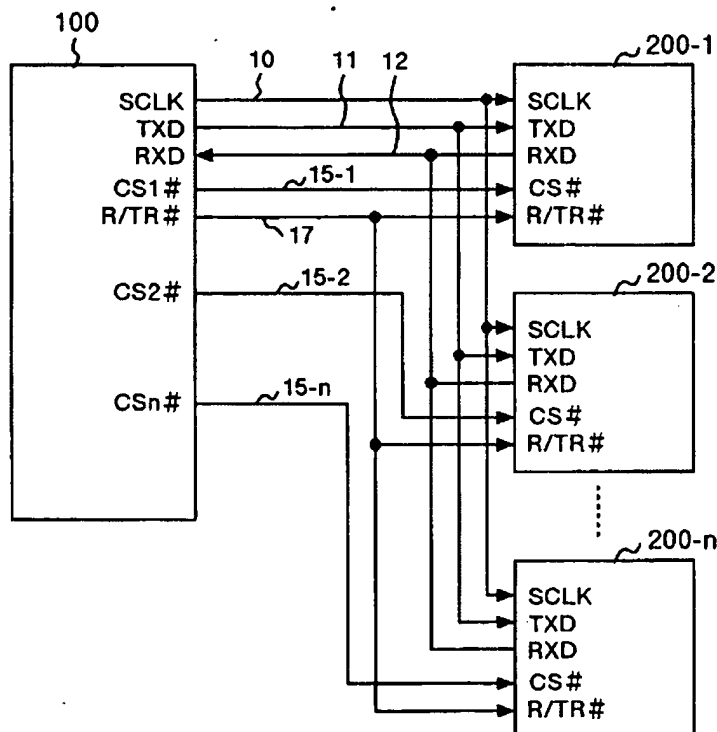 100
10
11
12
200-1
SCLK
TXD
RXD
CS1#
R/TR#
15-1
17
SCLK
TXD
RXD
CS#
R/TR#
CS2#
15-2
200-2
SCLK
TXD
RXD
CS#
R/TR#
CSn#
15-n
200-n
SCLK
TXD
RXD
CS#
R/TR#